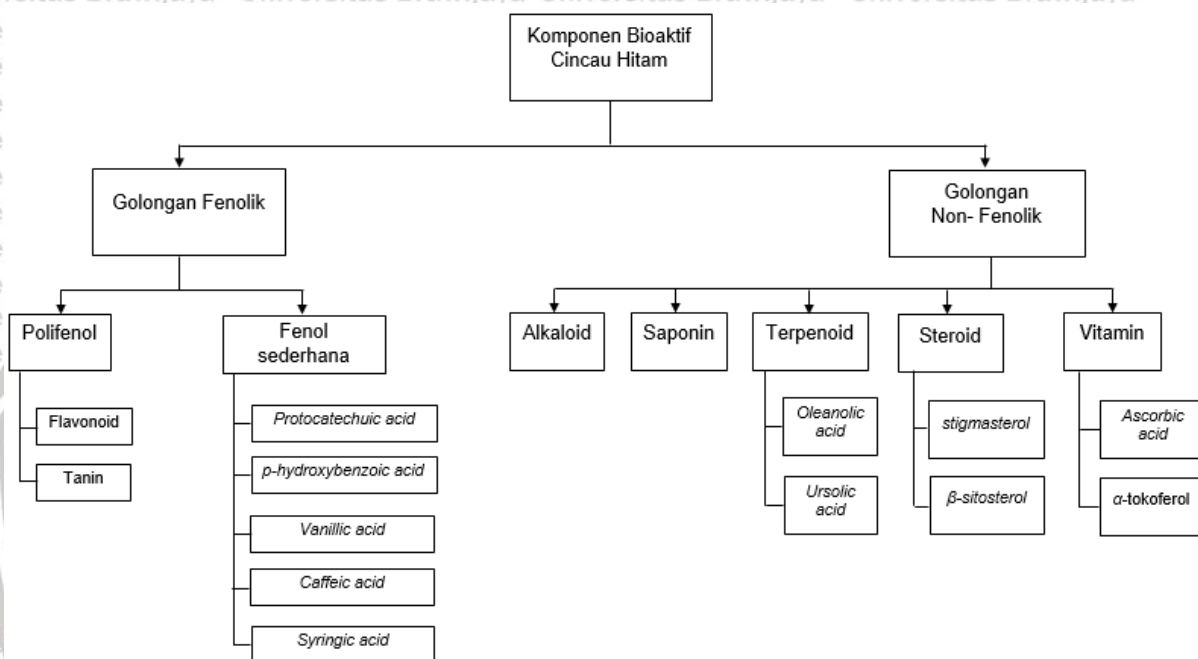 Komponen Bioaktif
Cincau Hitam
Golongan Fenolik
Golongan
Non- Fenolik
Polifenol
Fenol
sederhana
Alkaloid
Saponin
Terpenoid
Steroid
Vitamin
Flavonoid
Tanin
Protocatechuic acid
p-hydroxybenzoic acid
Vanillic acid
Caffeic acid
Syringic acid
Oleanolic
acid
Ursolic
acid
stigmasterol
β-sitosterol
Ascorbic
acid
α-tokoferol